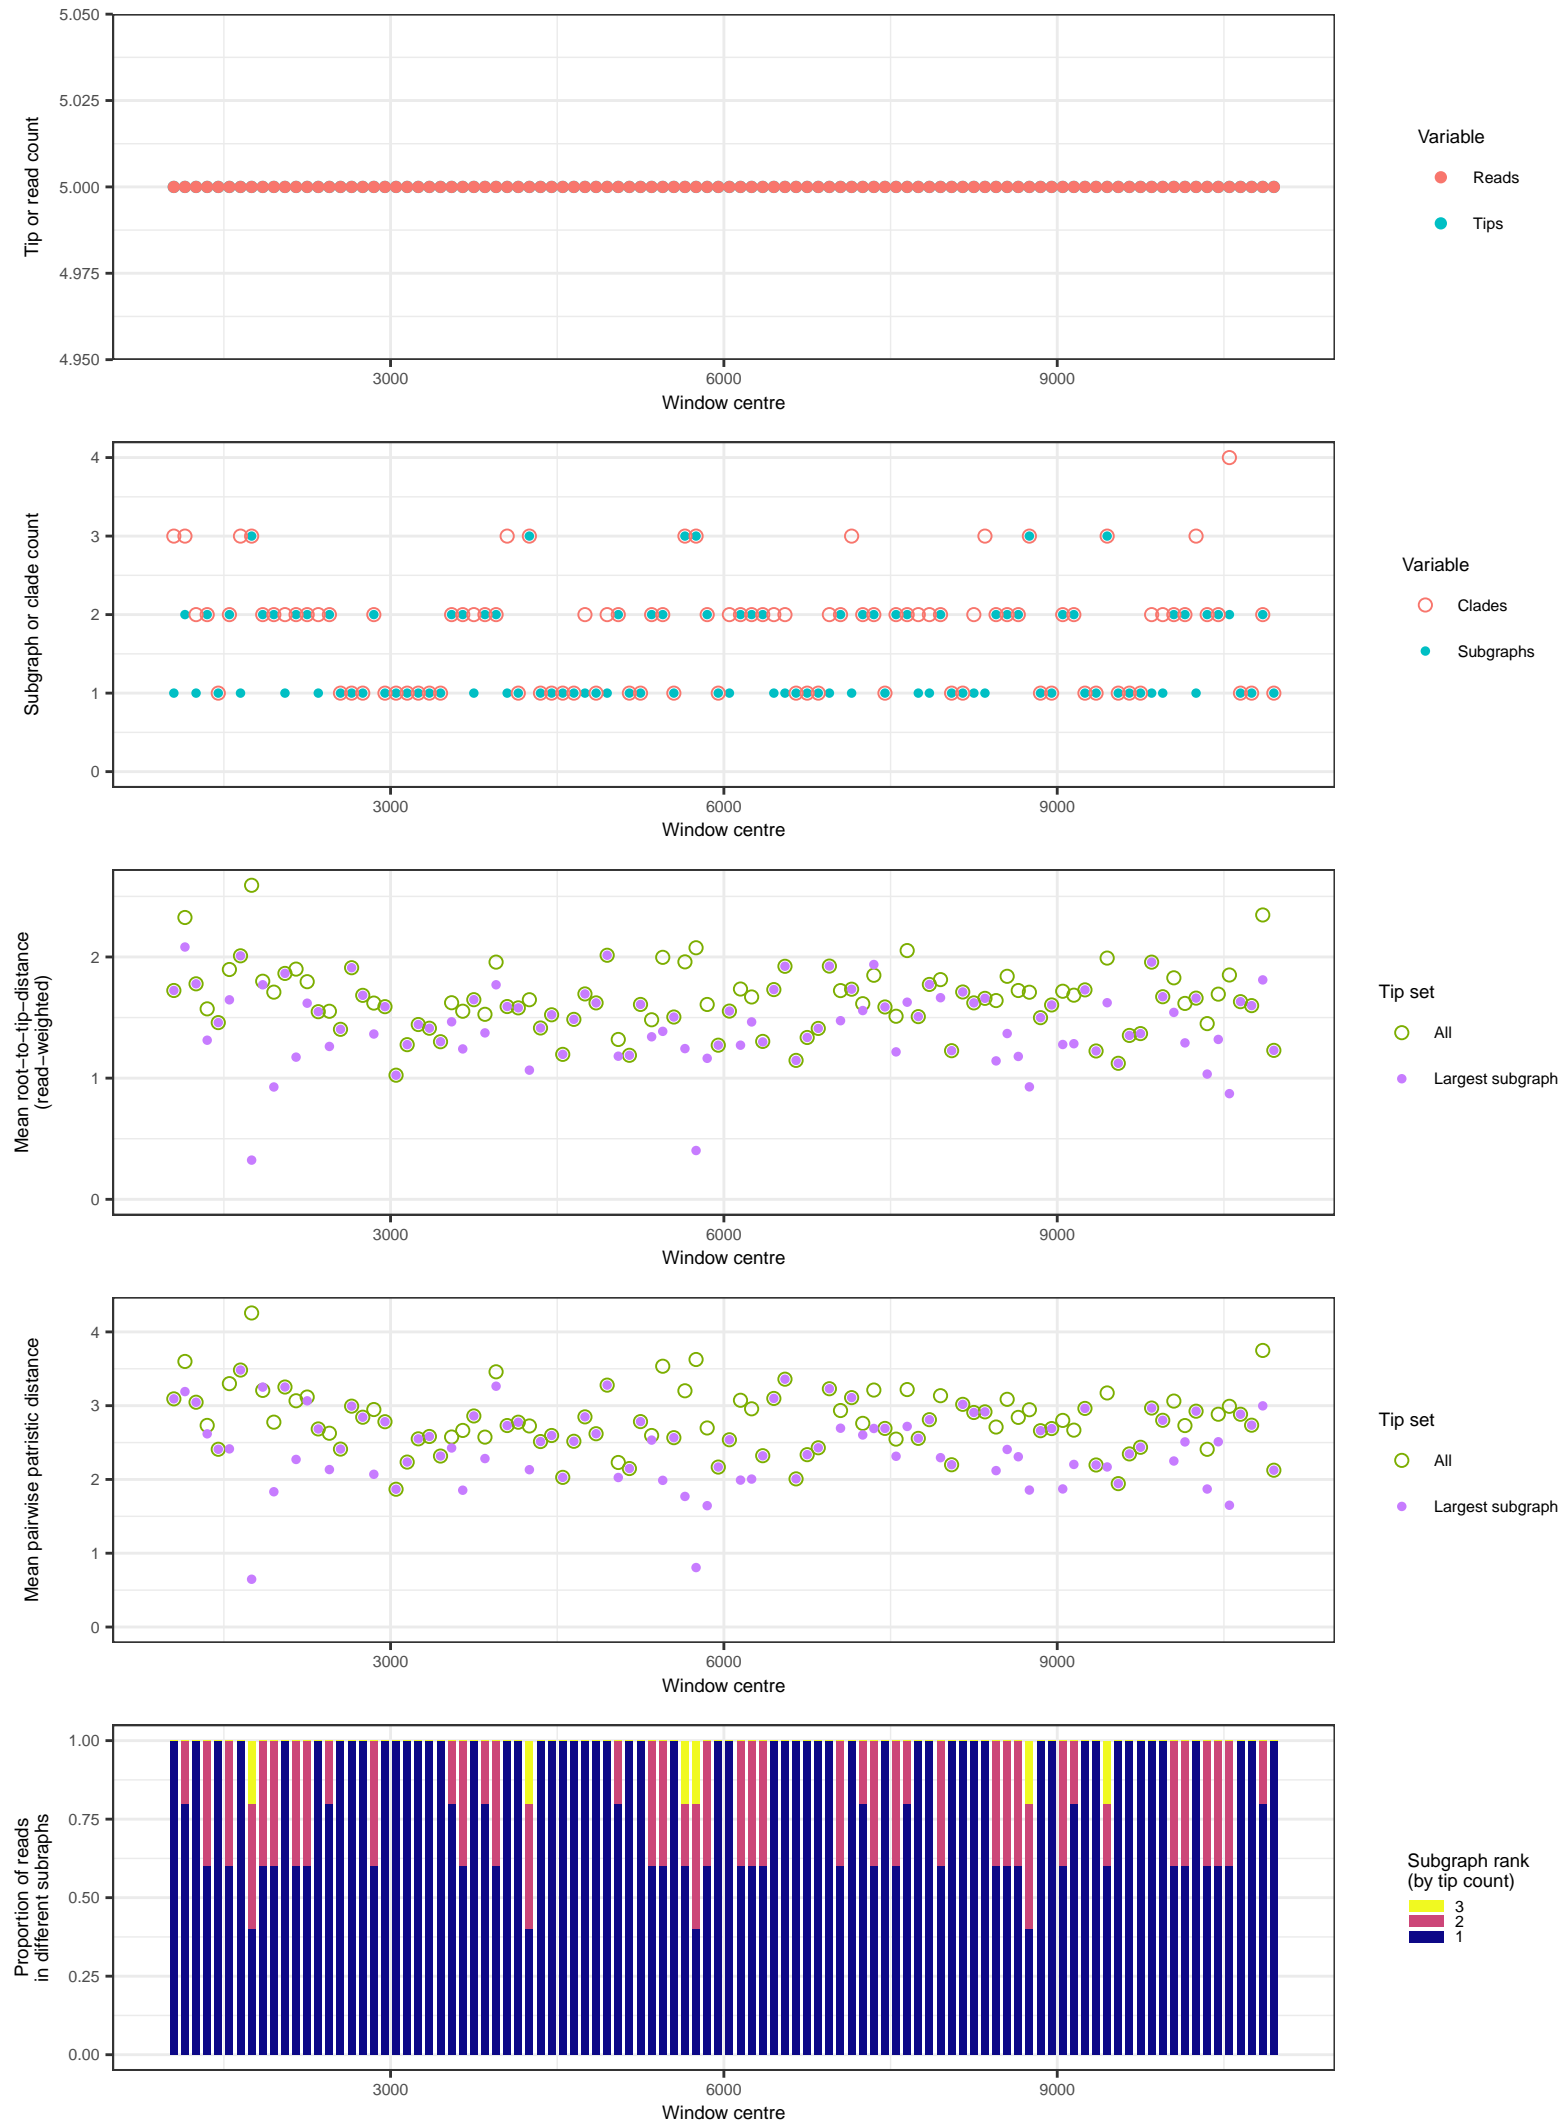 5.050
5.025
5.000
4.975
4.950
Tip or read count
3000
6000
9000
Window centre
Variable
Reads
Tips
4
3
2
1
0
Subgraph or clade count
3000
6000
9000
Window centre
Variable
Clades
Subgraphs
2
1
0
Mean root−to−tip−distance
(read−weighted)
3000
6000
9000
Window centre
Tip set
All
Largest subgraph
4
3
2
1
0
Mean pairwise patristic distance
3000
6000
9000
Window centre
Tip set
All
Largest subgraph
1.00
0.75
0.50
0.25
0.00
Proportion of reads
in different subraphs
3000
6000
9000
Window centre
Subgraph rank
(by tip count)
3
2
1